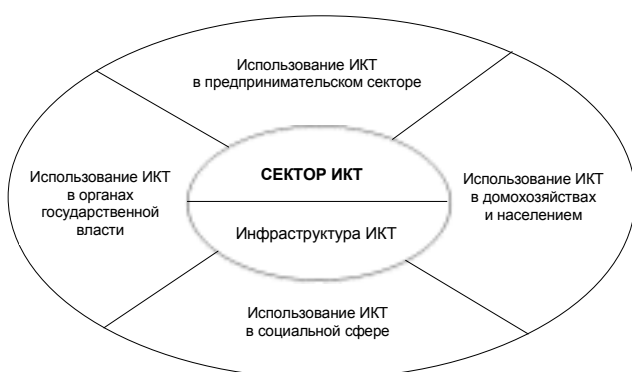 Использование ИКТ
в предпринимательском секторе
Использование ИКТ
в органах
государственной
власти
СЕКТОР ИКТ
Инфраструктура ИКТ
Использование ИКТ
в домохозяйствах
и населением
Использование ИКТ
в социальной сфере